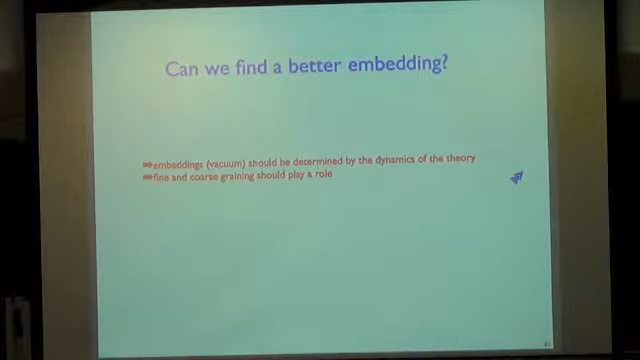 Can we find a better embedding?
➠embeddings (vacuum) should be determined by the dynamics of the theory
➠fine and coarse graining should play a role